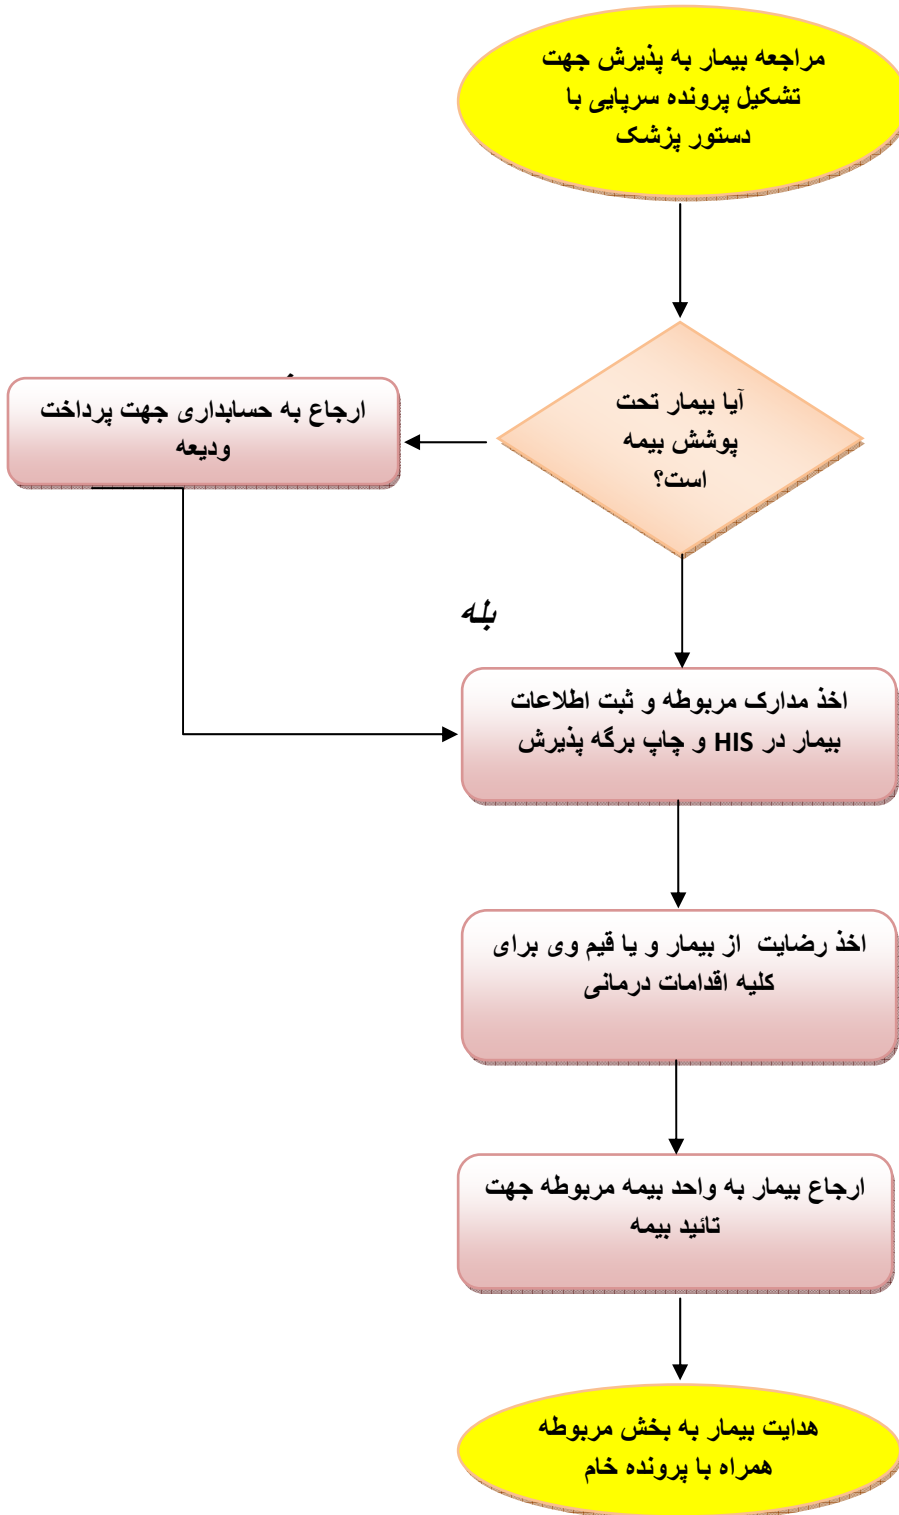 مراجعه بیمار به پذیرش جهت
تشکیل پرونده سرپایی با
دستور پزشک
آیا بیمار تحت
پوشش بیمه
است؟
ارجاع به حسابداری جهت پرداخت
ودیعه
بله
اخذ مدارک مربوطه و ثبت اطلاعات
بیمار در HIS و چاپ برگه پذیرش
اخذ رضایت از بیمار و یا قیم وی برای
کلیه اقدامات درمانی
ارجاع بیمار به واحد بیمه مربوطه جهت
تائید بیمه
هدایت بیمار به بخش مربوطه
همراه با پرونده خام